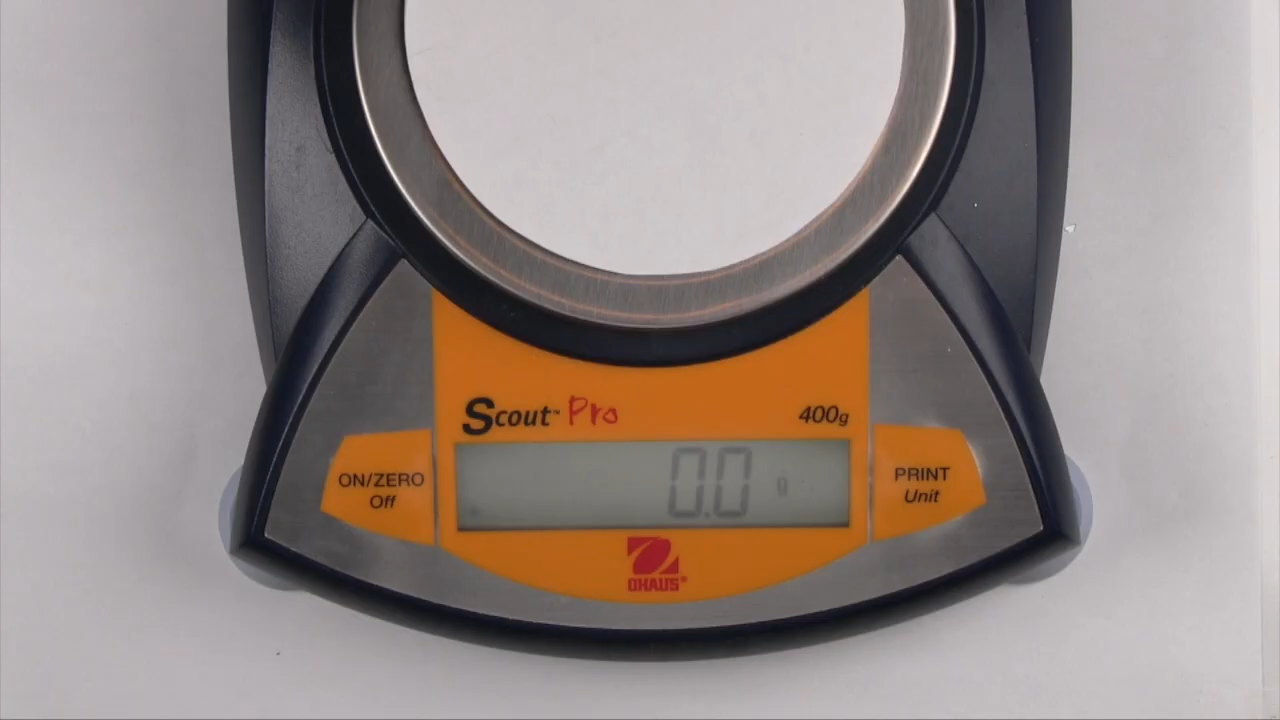 Scout™ Pro
400g
ON/ZERO
Off
0.0 g
PRINT
Unit
OHAUS®